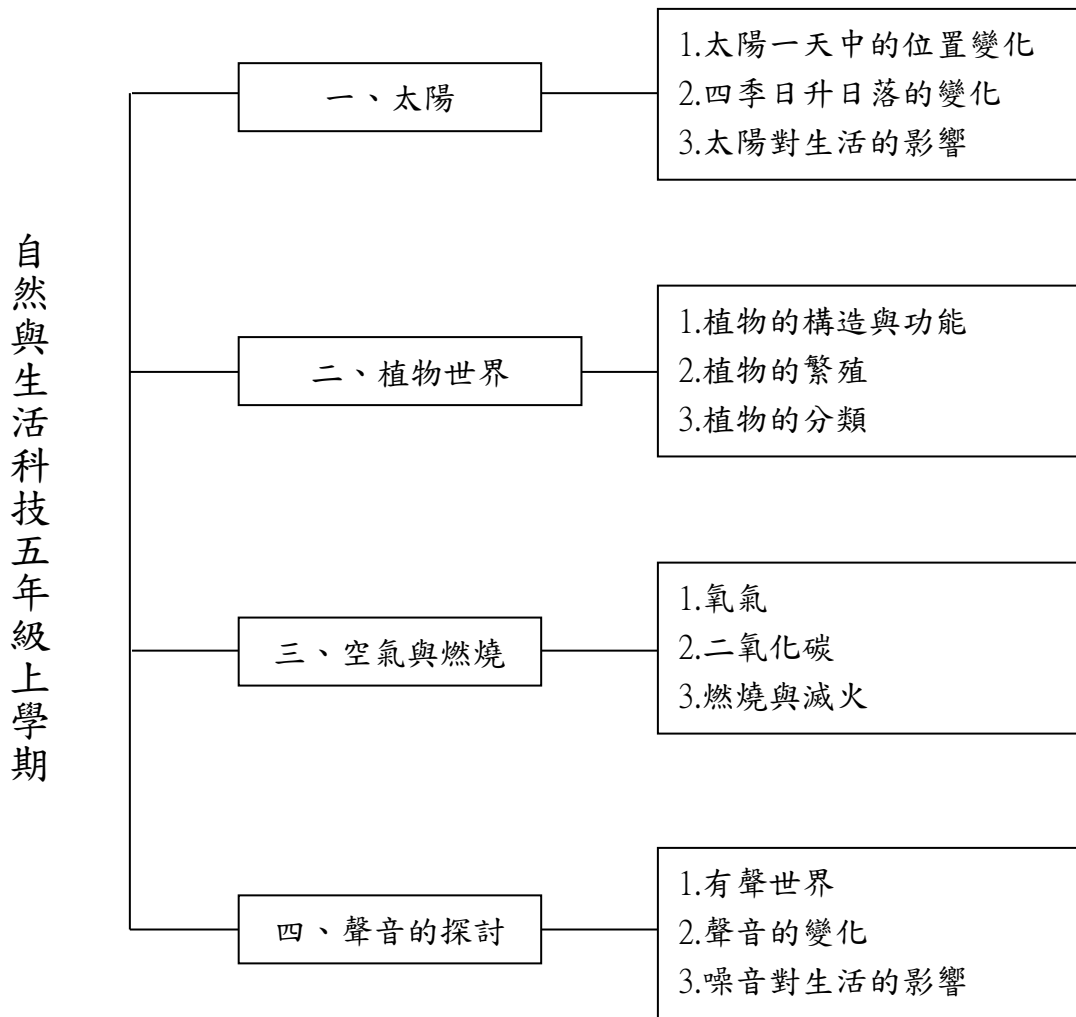 自然與生活科技五年級上學期
一、太陽
1.太陽一天中的位置變化
2.四季日升日落的變化
3.太陽對生活的影響
二、植物世界
1.植物的構造與功能
2.植物的繁殖
3.植物的分類
三、空氣與燃燒
1.氧氣
2.二氧化碳
3.燃燒與滅火
四、聲音的探討
1.有聲世界
2.聲音的變化
3.噪音對生活的影響